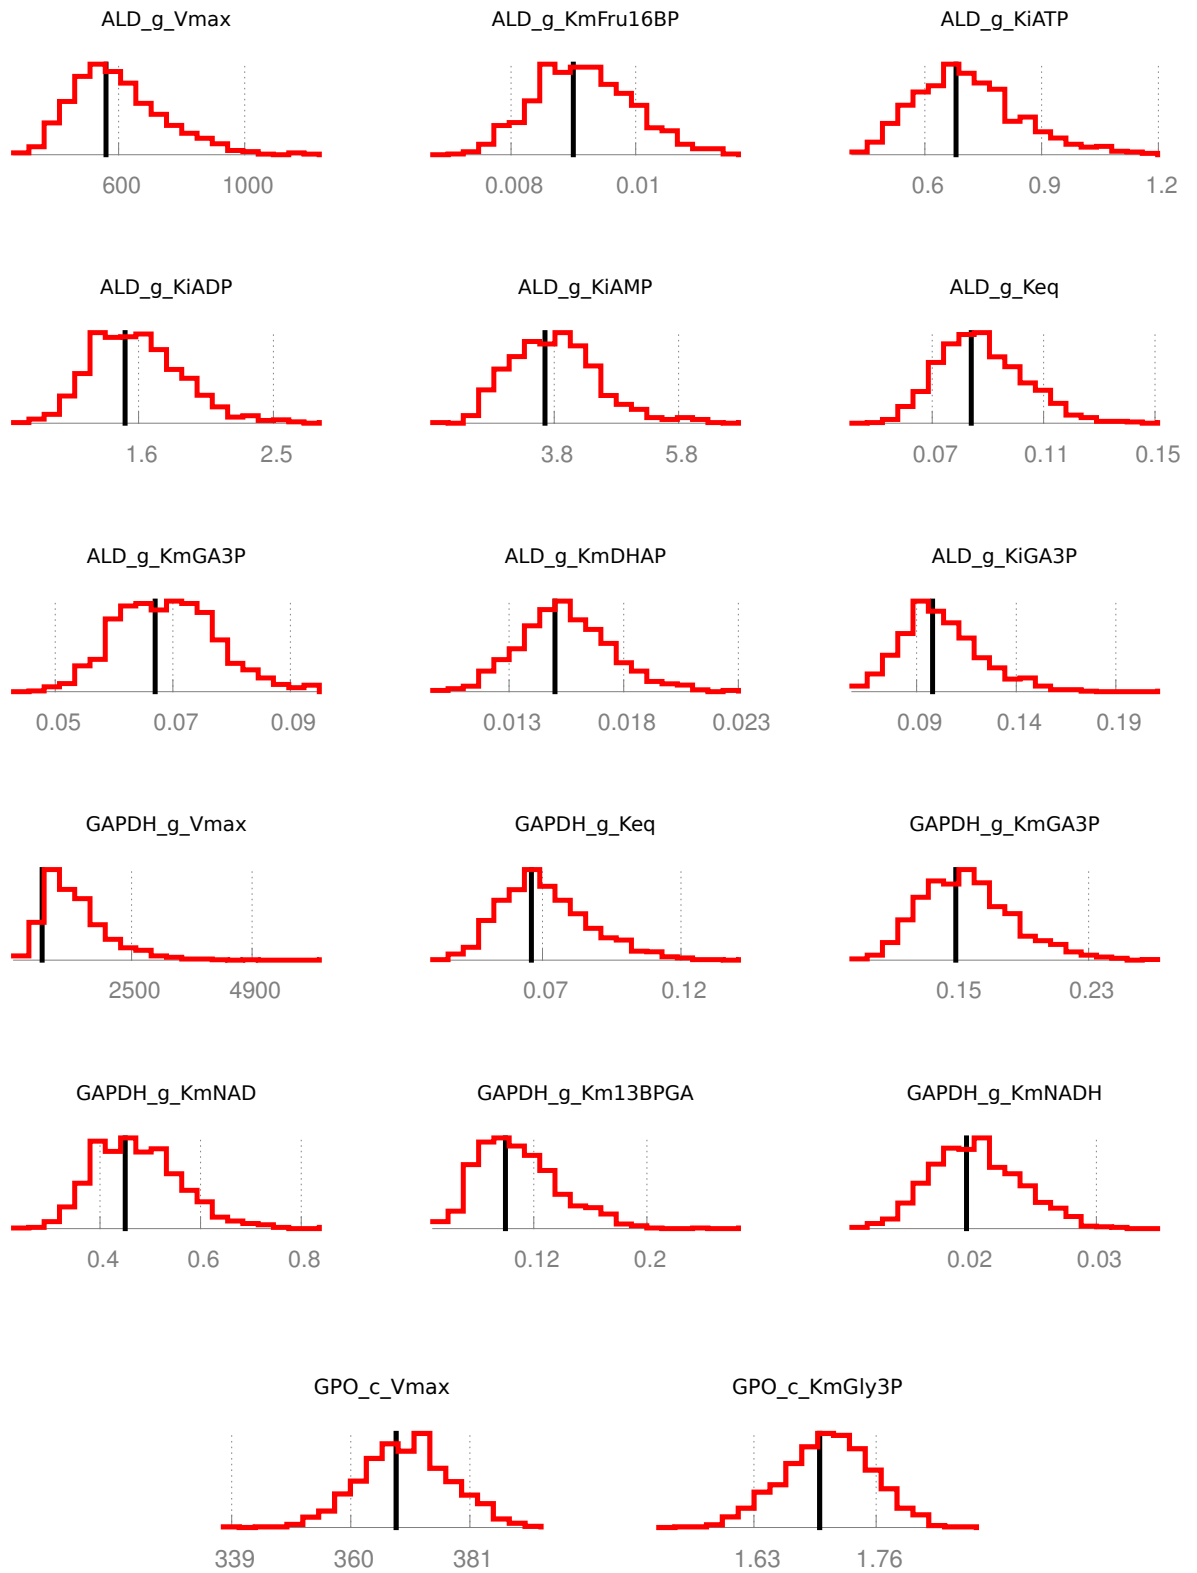 ALD_g_Vmax ALD_g_KmFru16BP ALD_g_KiATP
600 1000 0.008 0.01 0.6 0.9 1.2
ALD_g_KiADP ALD_g_KiAMP ALD_g_Keq
1.6 2.5 3.8 5.8 0.07 0.11 0.15
ALD_g_KmGA3P ALD_g_KmDHAP ALD_g_KiGA3P
0.05 0.07 0.09 0.013 0.018 0.023 0.09 0.14 0.19
GAPDH_g_Vmax GAPDH_g_Keq GAPDH_g_KmGA3P
2500 4900 0.07 0.12 0.15 0.23
GAPDH_g_KmNAD GAPDH_g_Km13BPGA GAPDH_g_KmNADH
0.4 0.6 0.8 0.12 0.2 0.02 0.03
GPO_c_Vmax GPO_c_KmGly3P
339 360 381 1.63 1.76